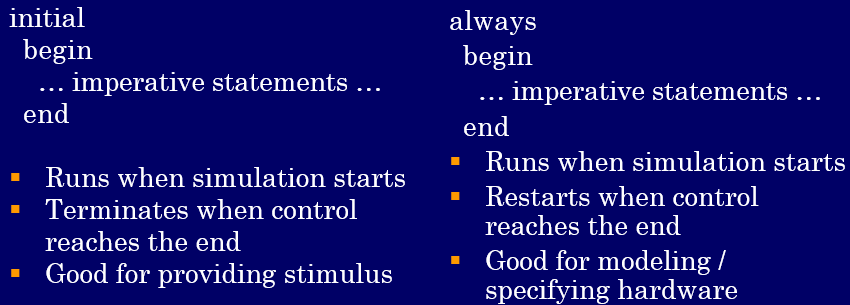 initial
begin
… imperative statements …
end
▪ Runs when simulation starts
▪ Terminates when control
reaches the end
▪ Good for providing stimulus
always
begin
… imperative statements …
end
▪ Runs when simulation starts
▪ Restarts when control
reaches the end
▪ Good for modeling /
specifying hardware